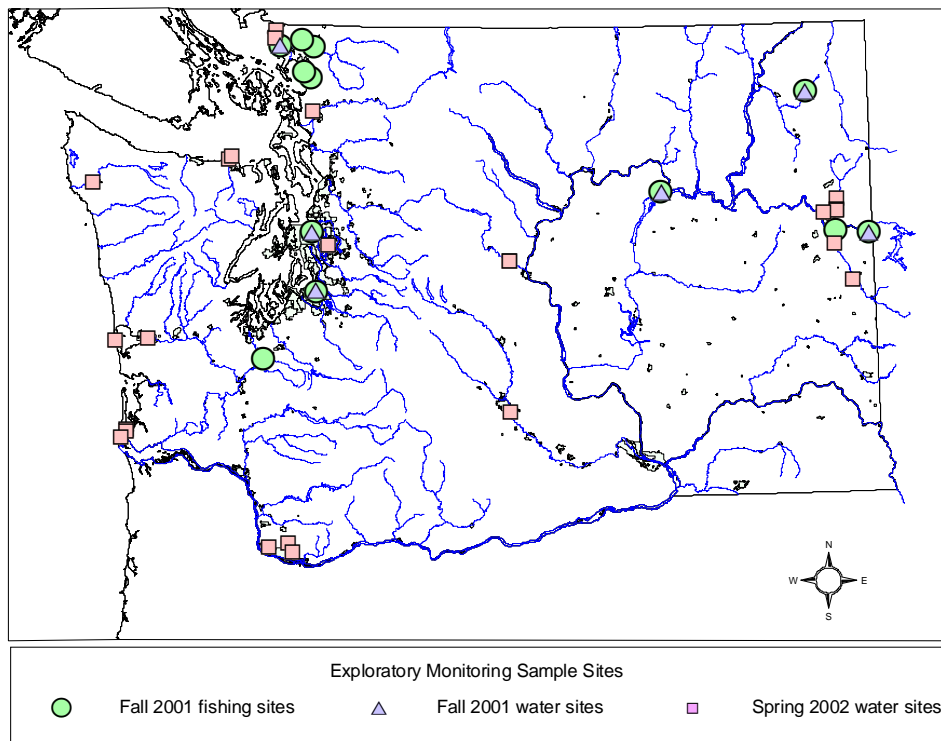 N
W E
S
Exploratory Monitoring Sample Sites
Fall 2001 fishing sites Fall 2001 water sites Spring 2002 water sites